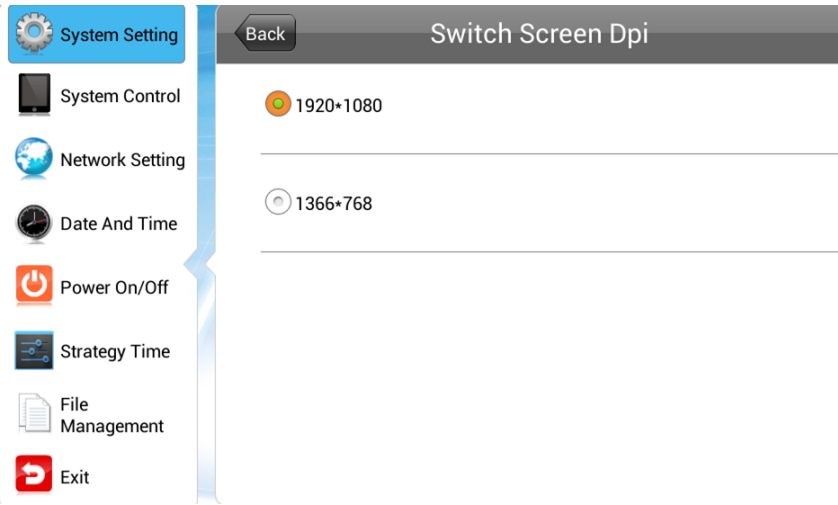 System Setting
System Control
Network Setting
Date And Time
Power On/Off
Strategy Time
File
Management
Exit
Back
Switch Screen Dpi
1920*1080
1366*768